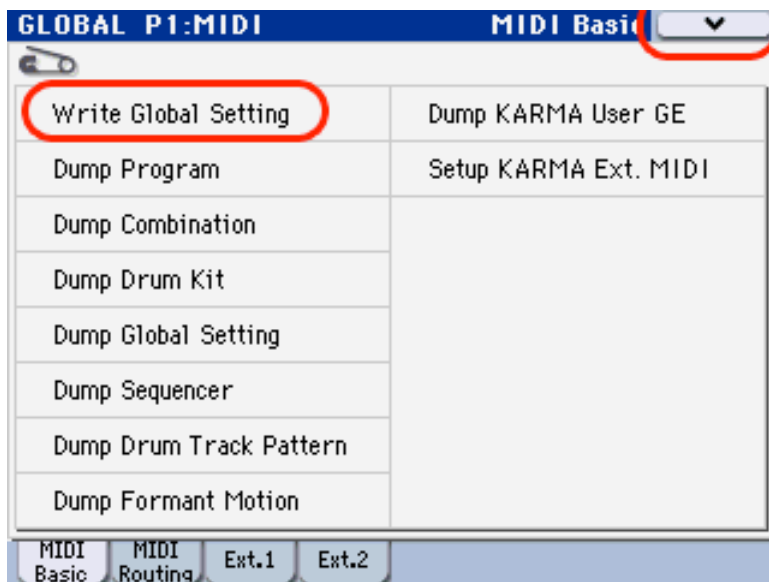 GLOBAL P1:MIDI MIDI Basic
Write Global Setting
Dump Program
Dump Combination
Dump Drum Kit
Dump Global Setting
Dump Sequencer
Dump Drum Track Pattern
Dump Formant Motion
Dump KARMA User GE
Setup KARMA Ext. MIDI
MIDI Basic
MIDI Routing
Ext.1
Ext.2